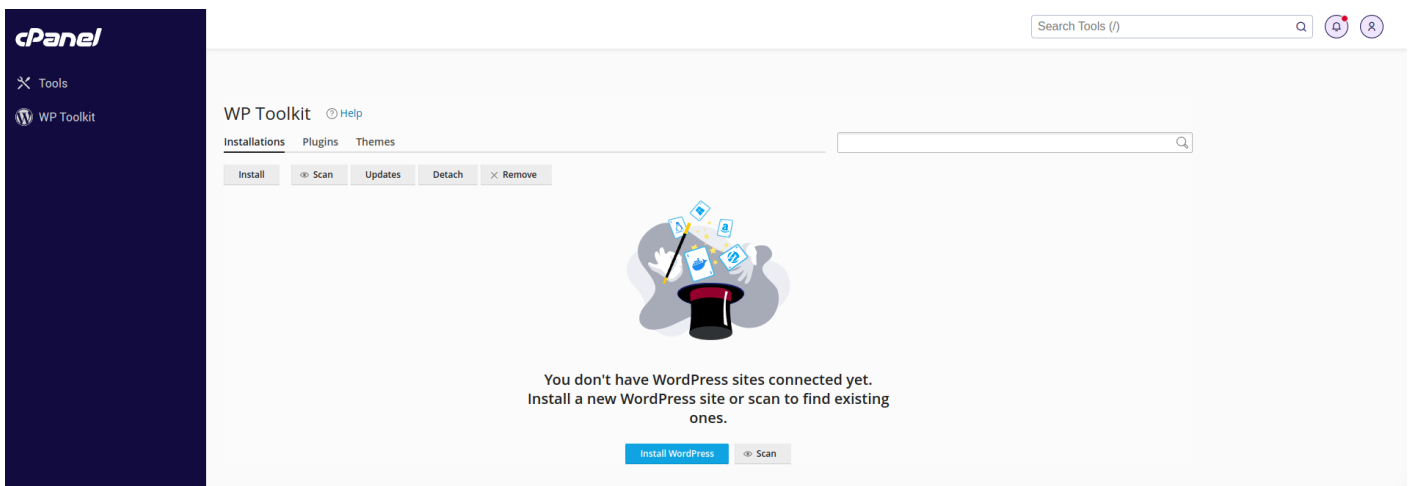 cPanel
Search Tools (/)
Tools
WP Toolkit
WP Toolkit Help
Installations Plugins Themes
Install Scan Updates Detach Remove
a
You don't have WordPress sites connected yet.
Install a new WordPress site or scan to find existing
ones.
Install WordPress Scan